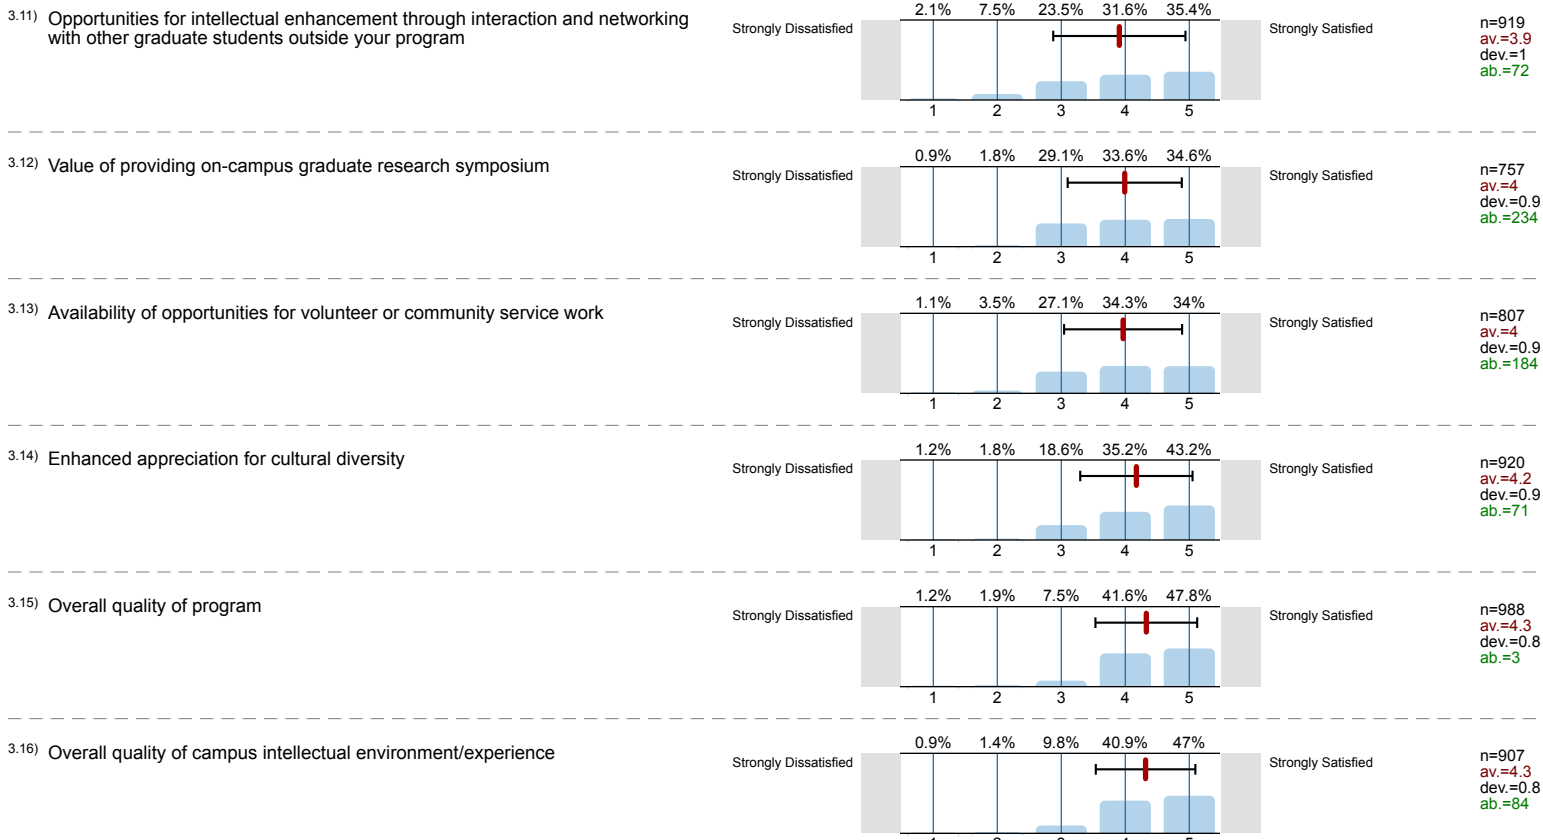 3.11) Opportunities for intellectual enhancement through interaction and networking
with other graduate students outside your program
Strongly Dissatisfied
2.1% 7.5% 23.5% 31.6% 35.4%
1 2 3 4 5
Strongly Satisfied
n=919
av.=3.9
dev.=1
ab.=72
3.12) Value of providing on-campus graduate research symposium
Strongly Dissatisfied
0.9% 1.8% 29.1% 33.6% 34.6%
1 2 3 4 5
Strongly Satisfied
n=757
av.=4
dev.=0.9
ab.=234
3.13) Availability of opportunities for volunteer or community service work
Strongly Dissatisfied
1.1% 3.5% 27.1% 34.3% 34%
1 2 3 4 5
Strongly Satisfied
n=807
av.=4
dev.=0.9
ab.=184
3.14) Enhanced appreciation for cultural diversity
Strongly Dissatisfied
1.2% 1.8% 18.6% 35.2% 43.2%
1 2 3 4 5
Strongly Satisfied
n=920
av.=4.2
dev.=0.9
ab.=71
3.15) Overall quality of program
Strongly Dissatisfied
1.2% 1.9% 7.5% 41.6% 47.8%
1 2 3 4 5
Strongly Satisfied
n=988
av.=4.3
dev.=0.8
ab.=3
3.16) Overall quality of campus intellectual environment/experience
Strongly Dissatisfied
0.9% 1.4% 9.8% 40.9% 47%
Strongly Satisfied
n=907
av.=4.3
dev.=0.8
ab.=84